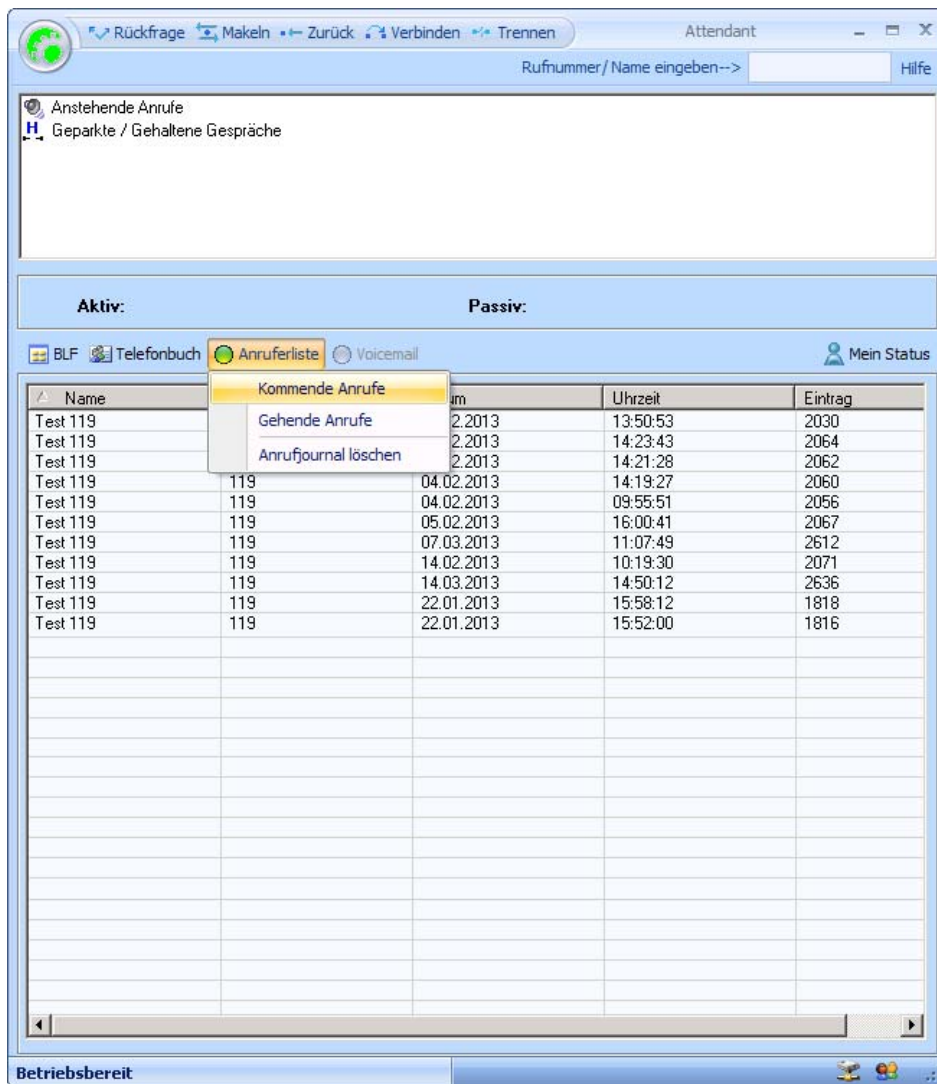 Rückfrage Makeln Zurück Verbinden Trennen Attendant
Rufnummer/ Name eingeben--> Hilfe
Anstehende Anrufe
H Geparkte / Gehaltene Gespräche
Aktiv: Passiv:
BLF Telefonbuch Anruferliste Voicemail Mein Status
Kommende Anrufe
Gehende Anrufe
Anrufjournal löschen
Name Uhrzeit Eintrag
Test 119 2.2013 13:50:53 2030
Test 119 2.2013 14:23:43 2064
Test 119 2.2013 14:21:28 2062
Test 119 119 04.02.2013 14:19:27 2060
Test 119 119 04.02.2013 09:55:51 2056
Test 119 119 05.02.2013 16:00:41 2067
Test 119 119 07.03.2013 11:07:49 2612
Test 119 119 14.02.2013 10:19:30 2071
Test 119 119 14.03.2013 14:50:12 2636
Test 119 119 22.01.2013 15:58:12 1818
Test 119 119 22.01.2013 15:52:00 1816
Betriebsbereit